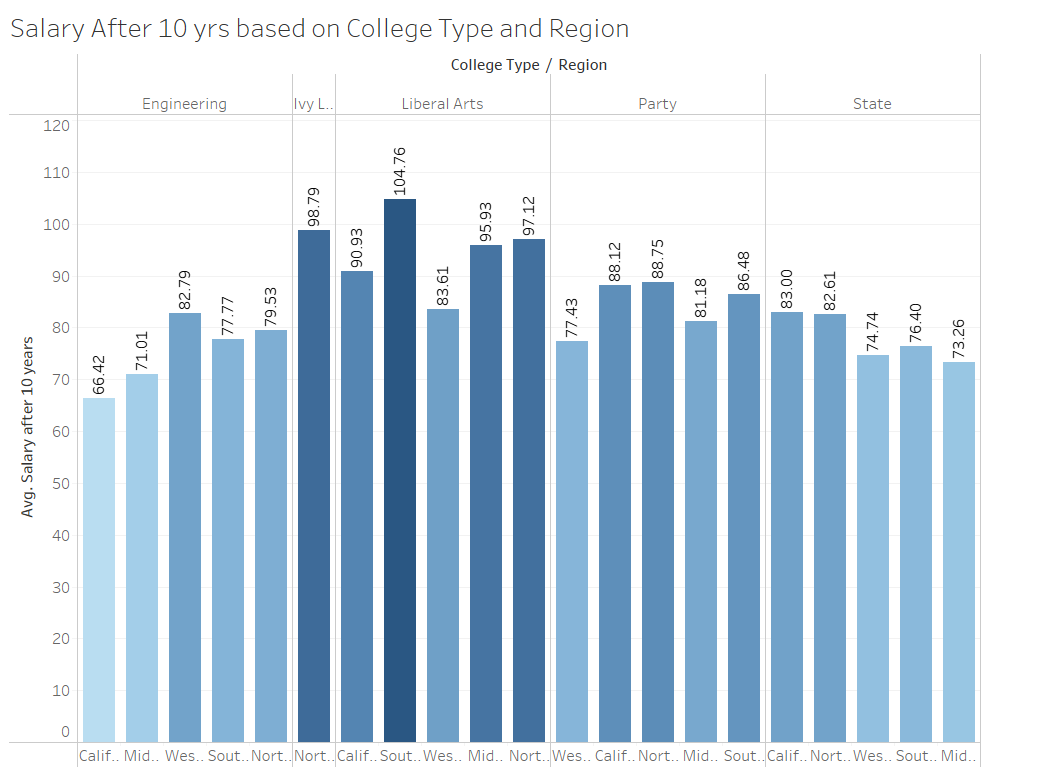 Salary After 10 yrs based on College Type and Region
College Type / Region
Engineering Ivy L.. Liberal Arts Party State
120
110
100
90
80
70
60
50
40
30
20
10
0
Avg. Salary after 10 years
66.42 71.01 82.79 77.77 79.53 98.79 90.93 104.76 83.61 95.93 97.12 77.43 88.12 88.75 81.18 86.48 83.00 82.61 74.74 76.40 73.26
Calif.. Mid.. Wes.. Sout.. Nort.. Nort.. Calif.. Sout.. Wes.. Mid.. Nort.. Wes.. Calif.. Nort.. Mid.. Sout.. Calif.. Nort.. Wes.. Sout.. Mid..